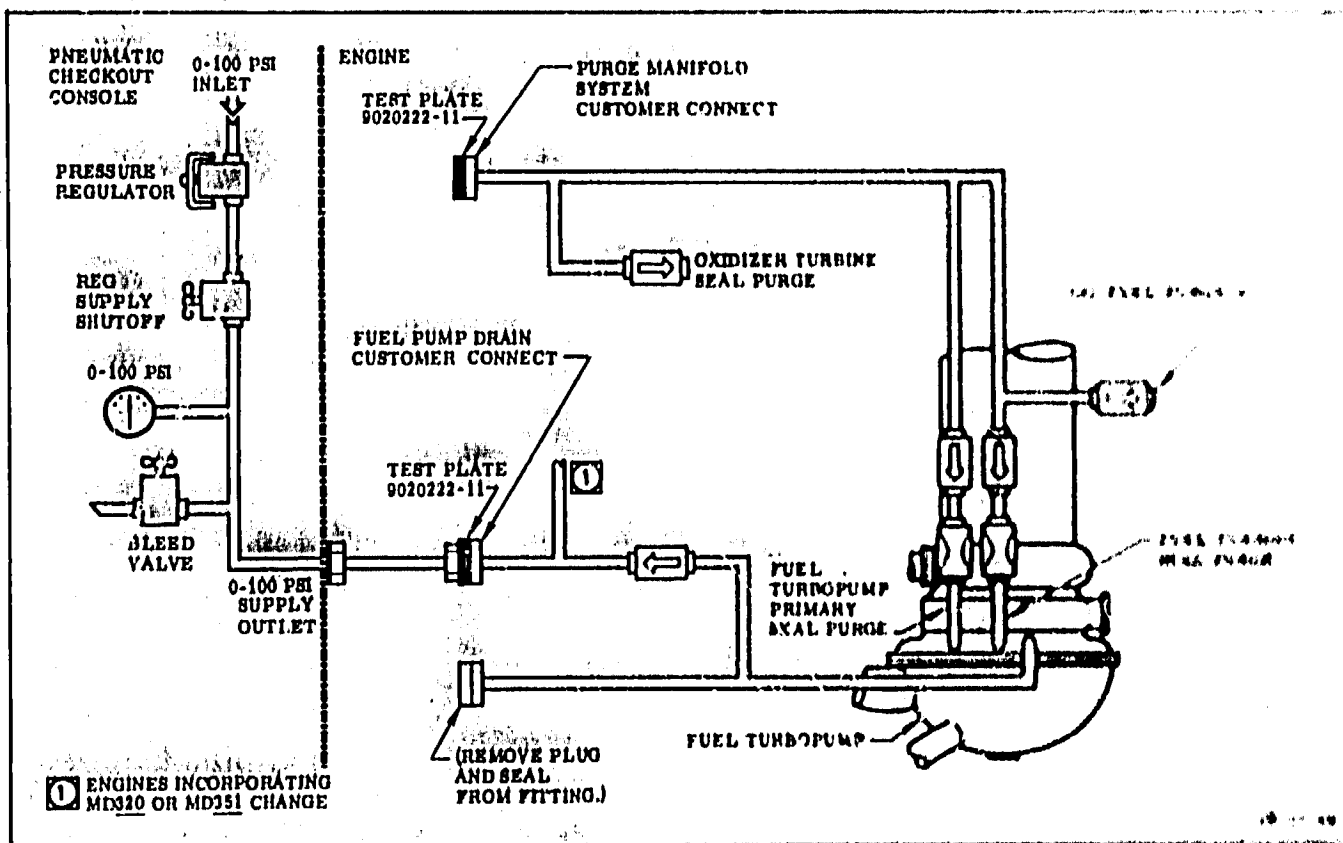 PNEUMATIC
CHECKOUT
CONSOLE
0-100 PSI
INLET
ENGINE
PURGE MANIFOLD
SYSTEM
CUSTOMER CONNECT
TEST PLATE
9020222-11
PRESSURE
REGULATOR
OXIDIZER TURBINE
SEAL PURGE
REG
SUPPLY
SHUTOFF
FUEL PUMP DRAIN
CUSTOMER CONNECT
0-100 PSI
TEST PLATE
9020222-11
1
BLEED
VALVE
0-100 PSI
SUPPLY
OUTLET
FUEL
TURBOPUMP
PRIMARY
SEAL PURGE
FUEL TURBOPUMP
(REMOVE PLUG
AND SEAL
FROM FITTING.)
1 ENGINES INCORPORATING
MD320 OR MD351 CHANGE